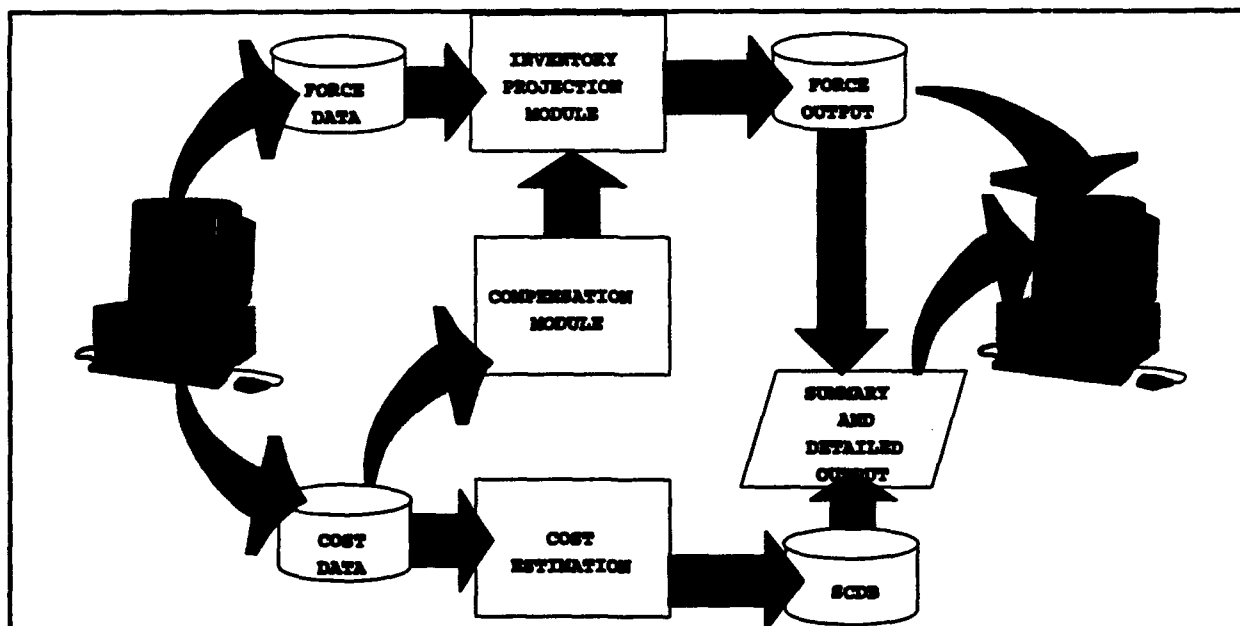 INVENTORY
PROJECTION
MODULE
FORCE
DATA
FORCE
OUTPUT
COMPENSATION
MODULE
SUMMARY
AND
DETAILED
OUTPUT
COST
DATA
COST
ESTIMATION
SCDB